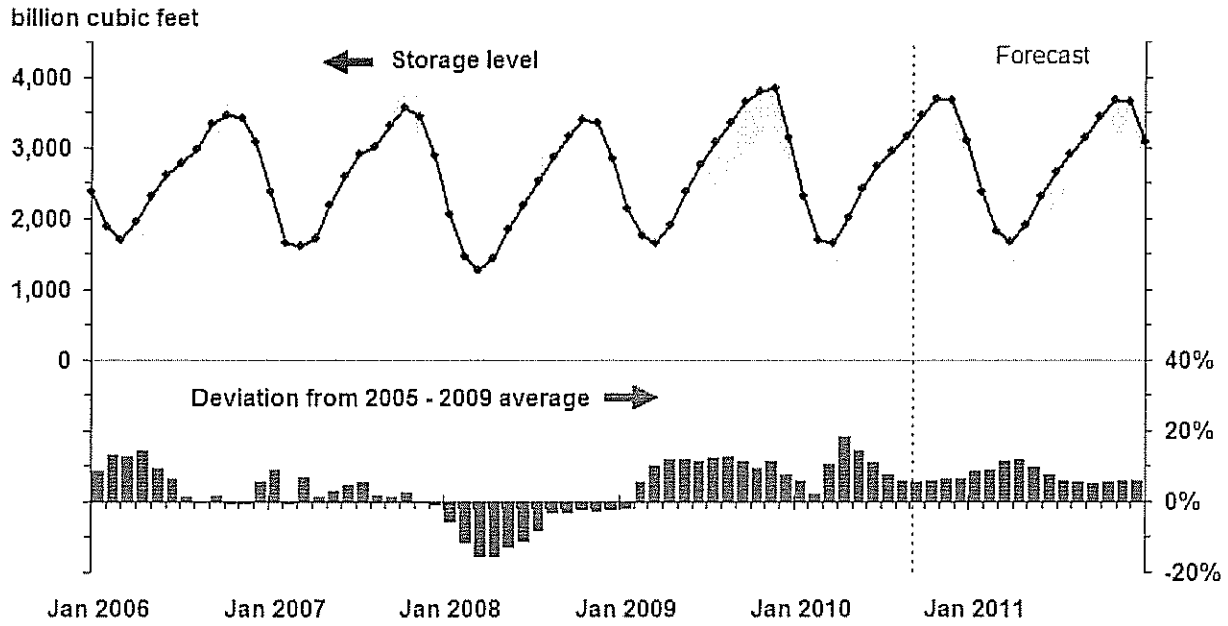 billion cubic feet
Storage level
Forecast
4,000
3,000
2,000
1,000
0
40%
Deviation from 2005 - 2009 average
20%
0%
-20%
Jan 2006 Jan 2007 Jan 2008 Jan 2009 Jan 2010 Jan 2011